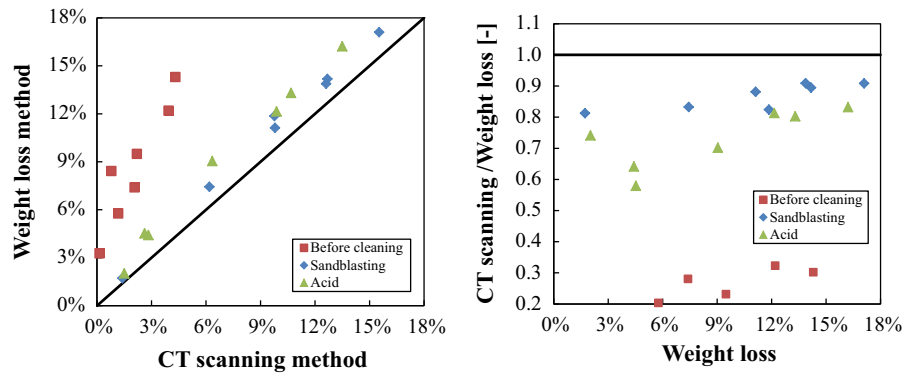 18%
15%
12%
9%
6%
3%
0%
Weight loss method
Before cleaning
Sandblasting
Acid
0% 3% 6% 9% 12% 15% 18%
CT scanning method
1.1
1.0
0.9
0.8
0.7
0.6
0.5
0.4
0.3
0.2
CT scanning /Weight loss [-]
Before cleaning
Sandblasting
Acid
0% 3% 6% 9% 12% 15% 18%
Weight loss